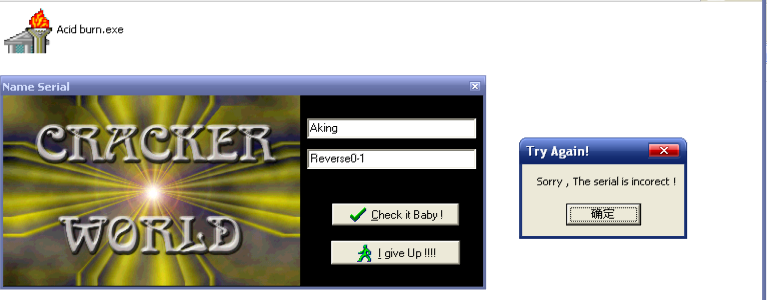 Acid burn.exe
Name Serial
CRACKER
WORLD
Aking
Reverse0-1
Check it Baby !
I give Up !!!!
Try Again!
Sorry , The serial is incorect !
确定